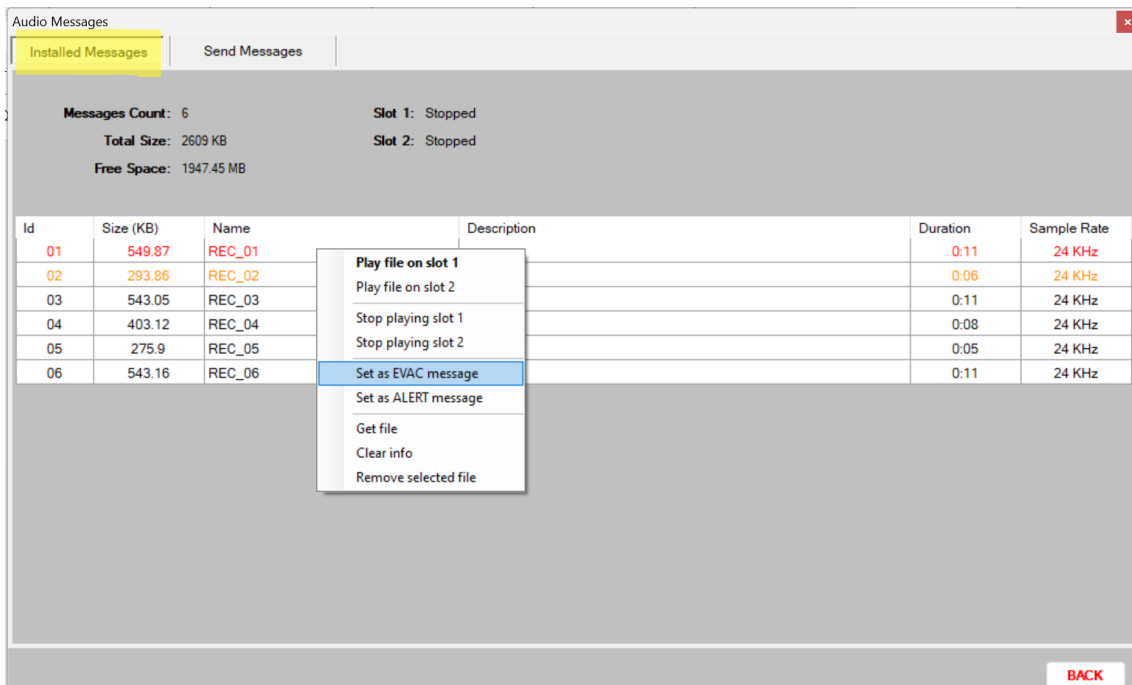 Audio Messages
×
Installed Messages
Send Messages
Messages Count: 6
Slot 1: Stopped
Total Size: 2609 KB
Slot 2: Stopped
Free Space: 1947.45 MB
Id Size (KB) Name Description Duration Sample Rate
01 549.87 REC_01 0:11 24 KHz
02 293.86 REC_02 0:06 24 KHz
03 543.05 REC_03 0:11 24 KHz
04 403.12 REC_04 0:08 24 KHz
05 275.9 REC_05 0:05 24 KHz
06 543.16 REC_06 0:11 24 KHz
Play file on slot 1
Play file on slot 2
Stop playing slot 1
Stop playing slot 2
Set as EVAC message
Set as ALERT message
Get file
Clear info
Remove selected file
BACK